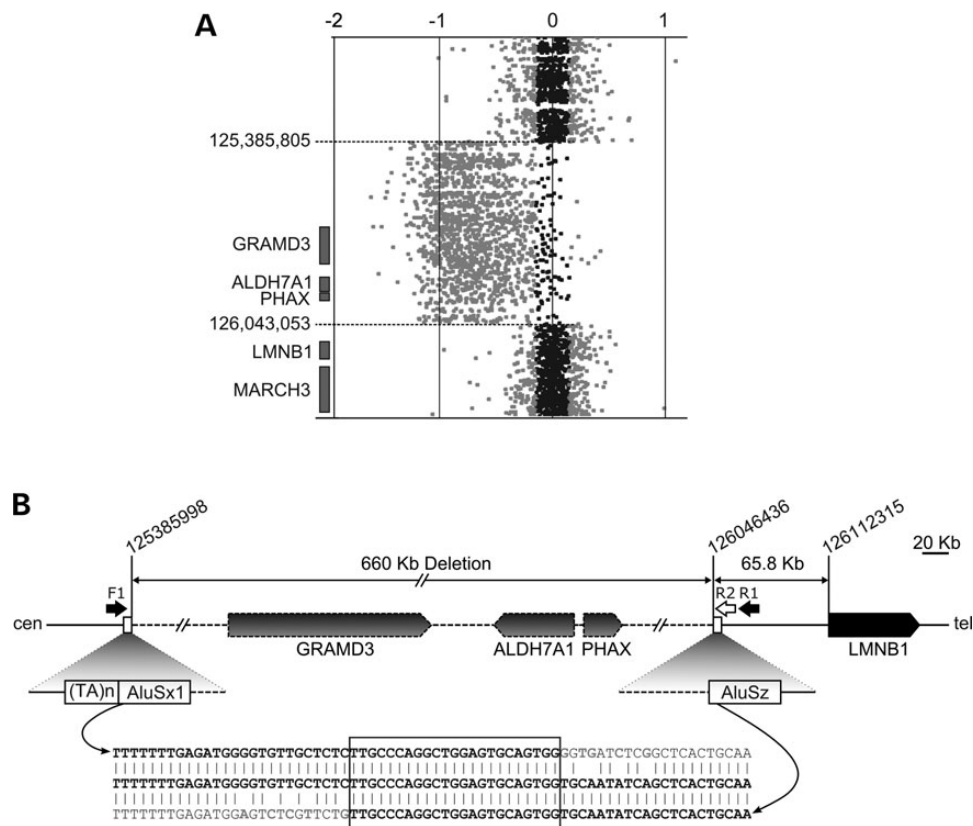 A
-2 -1 0 1
125,385,805
GRAMD3
ALDH7A1
PHAX
126,043,053
LMNB1
MARCH3
B
125385998
126046436
126112315
20 Kb
660 Kb Deletion
65.8 Kb
F1
R2 R1
cen
tel
GRAMD3
ALDH7A1 PHAX
LMNB1
(TA)n AluSx1
AluSz
TTTTTTTGAGATGGGGTGTTGCTCTCTTGCCCAGGCTGGAGTGCAGTGGGGTGATCTCGGCTCACTGCAA
TTTTTTTGAGATGGGGTGTTGCTCTCTTGCCCAGGCTGGAGTGCAGTGGTGCAATATCAGCTCACTGCAA
TTTTTTTGAGATGGAGTCTCGTTCTGTTGCCCAGGCTGGAGTGCAGTGGTGCAATATCAGCTCACTGCAA